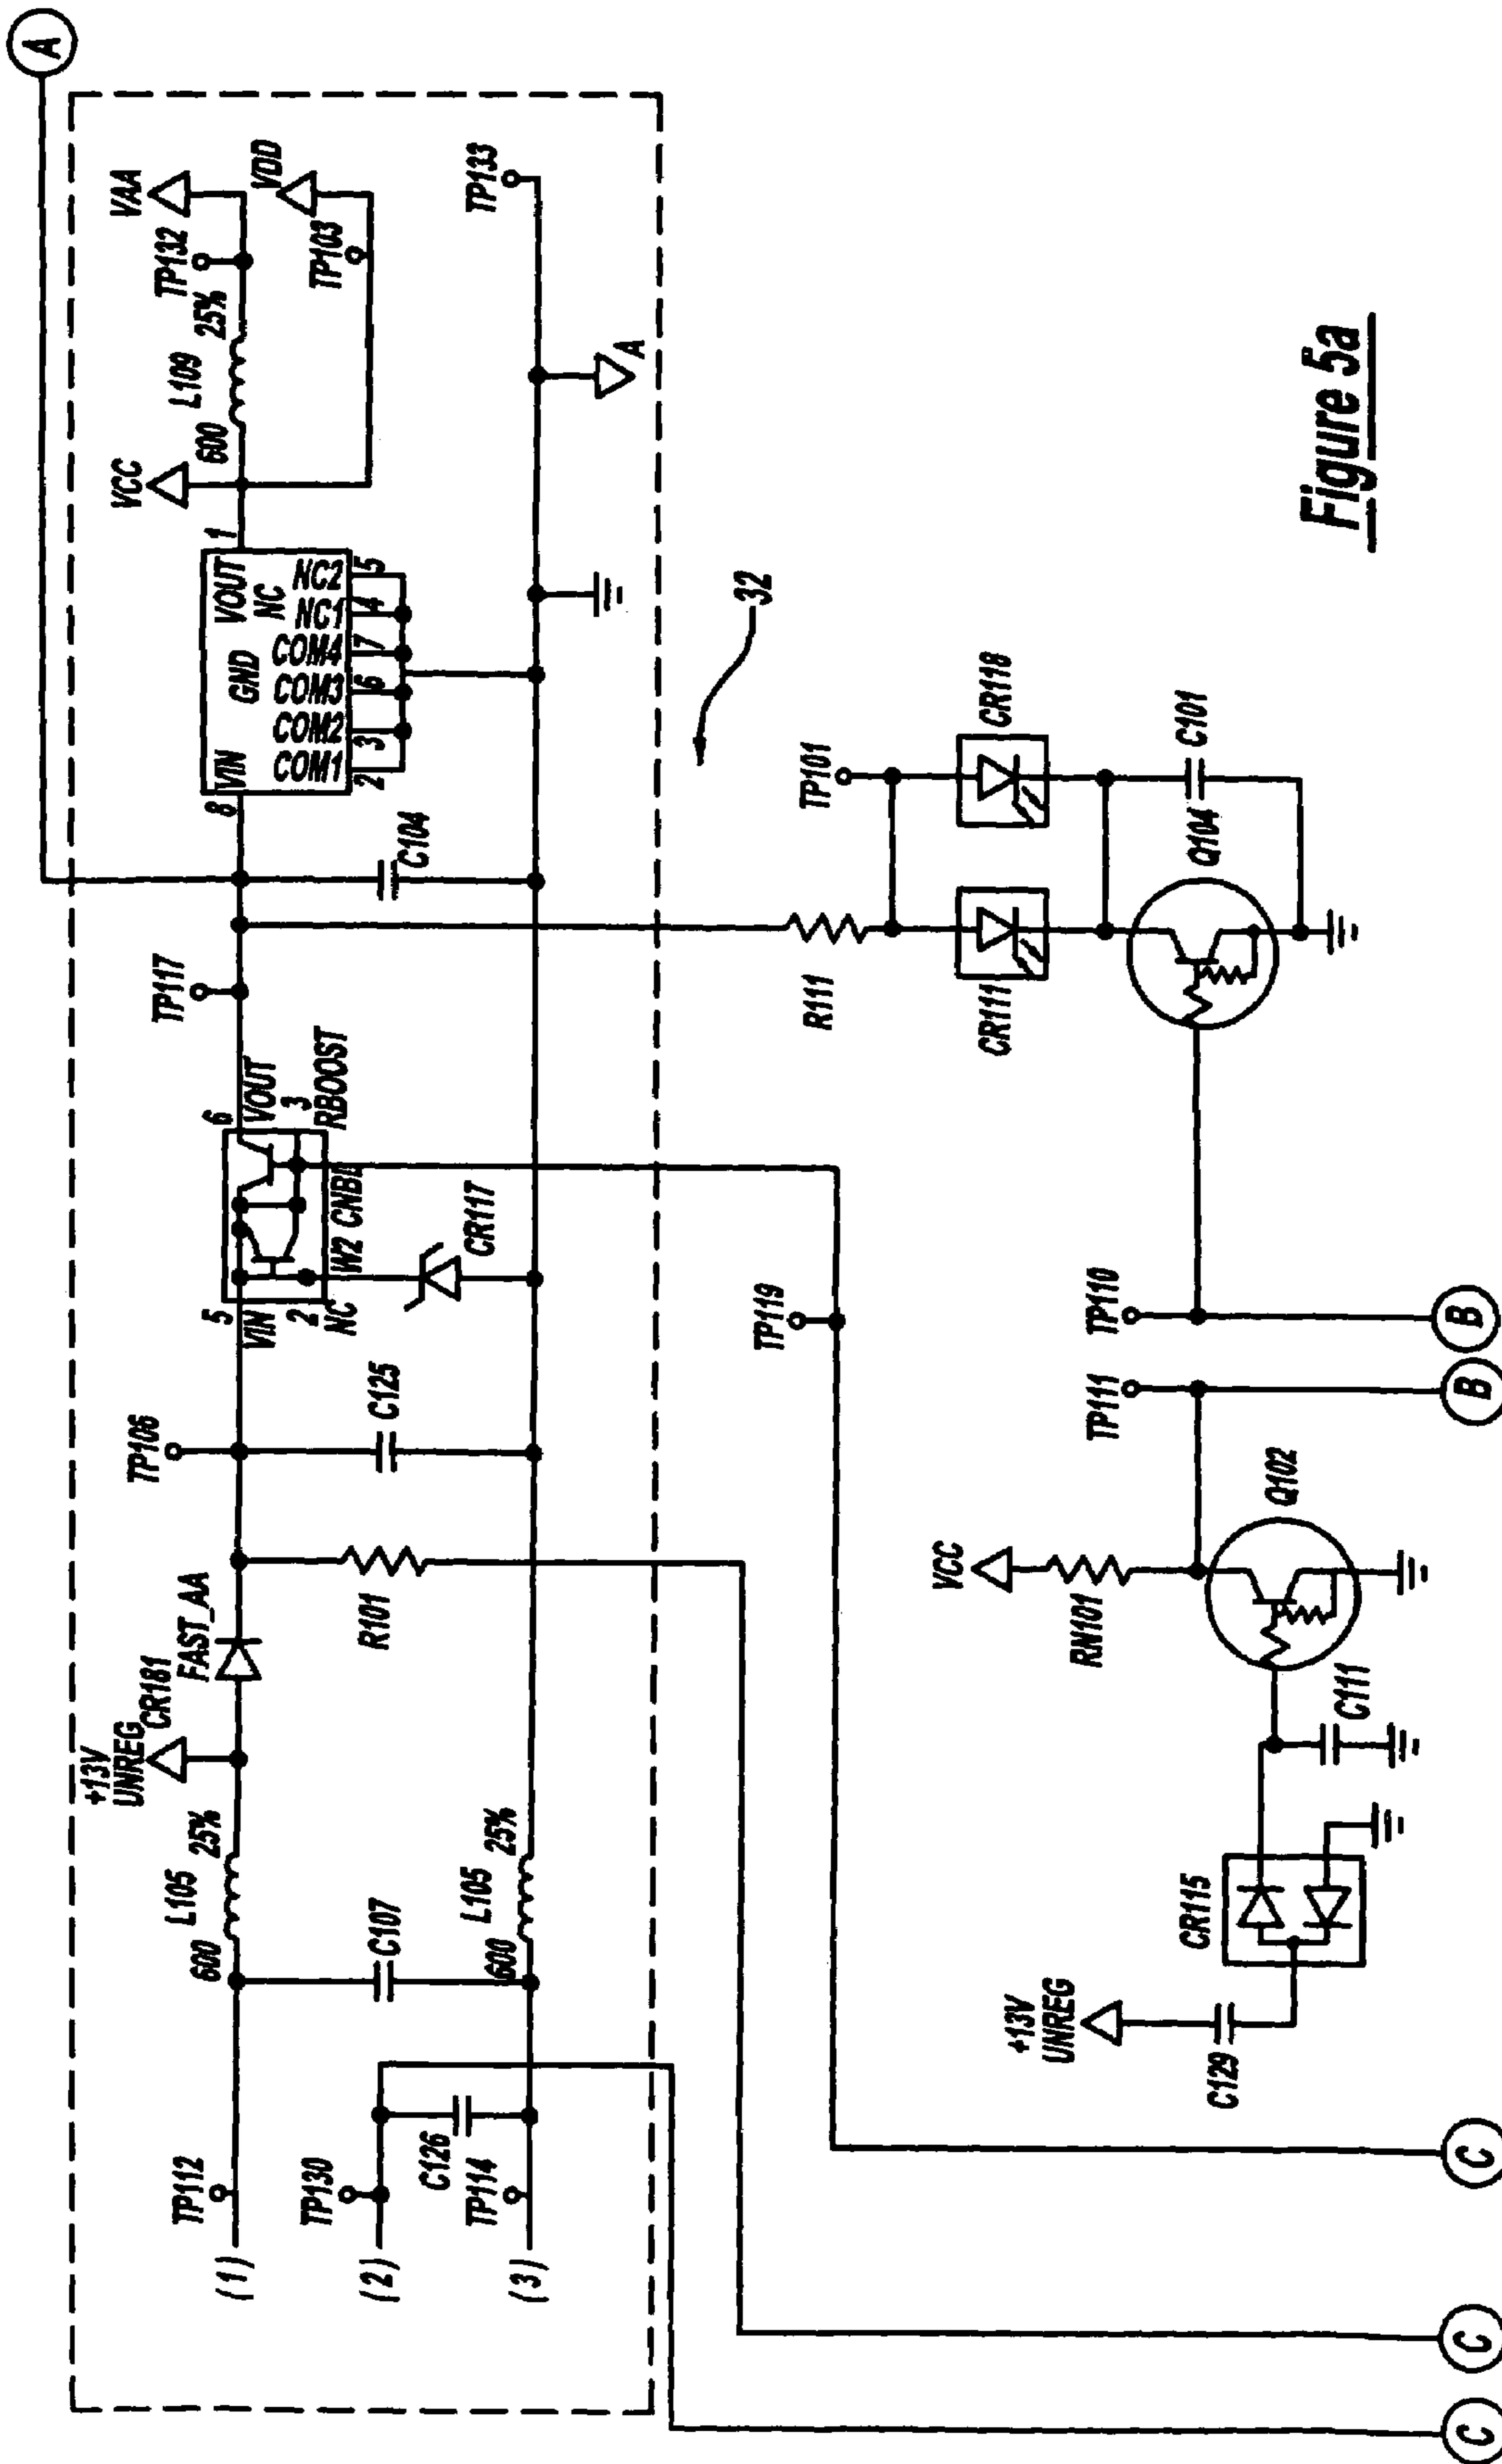 A
VAA
VDD
TP132
TP103
TP133
L109
600
25%
VCC
A
1
VOUT
NC
NC2
5
NC1
4
GND
COM4
7
COM3
6
COM2
3
VIN
COM1
2
8
C104
TP117
6
VOUT
3
RBOOST
5
VIN
2
NC
CR117
TP106
C125
R101
+13V
UNREG
CR181
FAST_AA
L105
600
25%
C107
L105
600
25%
TP112
(1)
TP130
(2)
C126
TP114
(3)
32
TP101
R111
CR111
CR118
Q104
C101
TP119
TP110
TP111
VCC
RN101
Q102
C111
CR115
+13V
UNREG
C129
B
B
C
C
C
Figure 5a